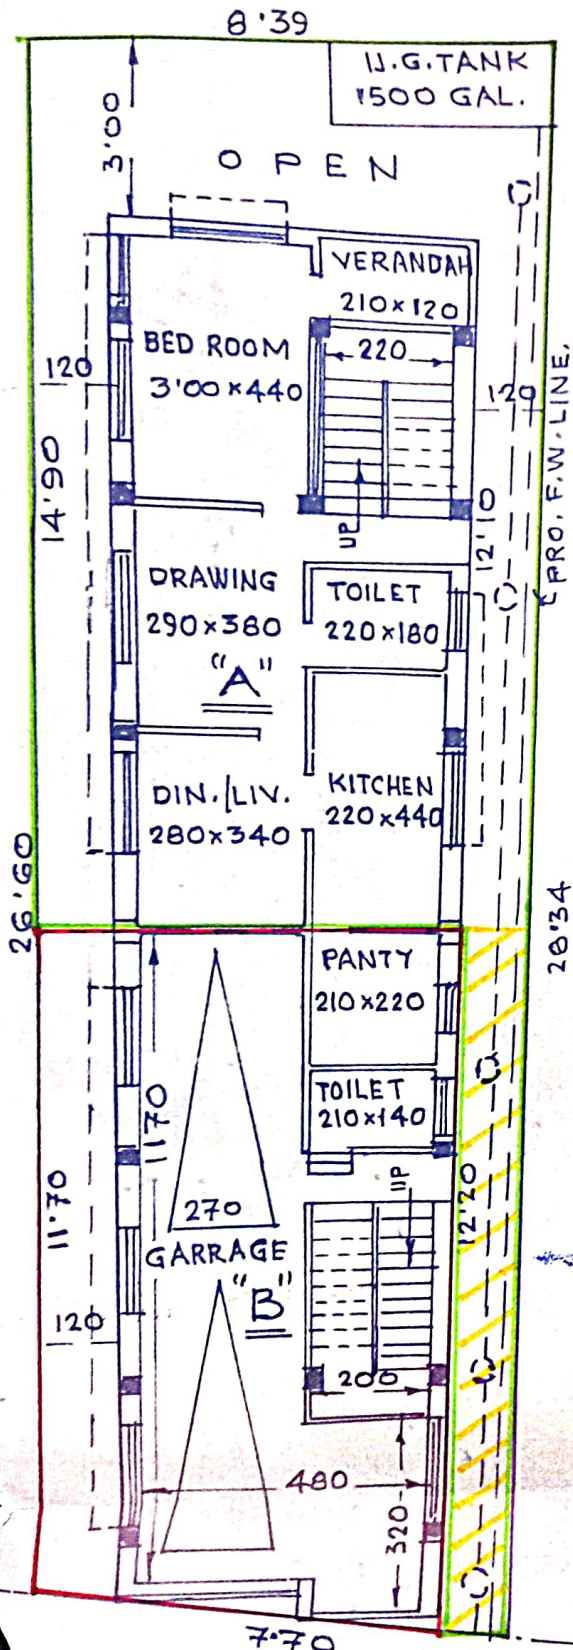 8'39
U.G.TANK
1500 GAL.
3'00
OPEN
VERANDAH
210x120
BED ROOM
3'00x440
220
120
120
PRO. F.W. LINE.
14'90
UP
12'10
DRAWING
290x380
"A"
TOILET
220x180
DIN./LIV.
280x340
KITCHEN
220x440
26'60
28'34
PANTY
210x220
TOILET
210x140
1170
11'70
270
GARRAGE
"B"
UP
12'20
120
200
480
320
7'70